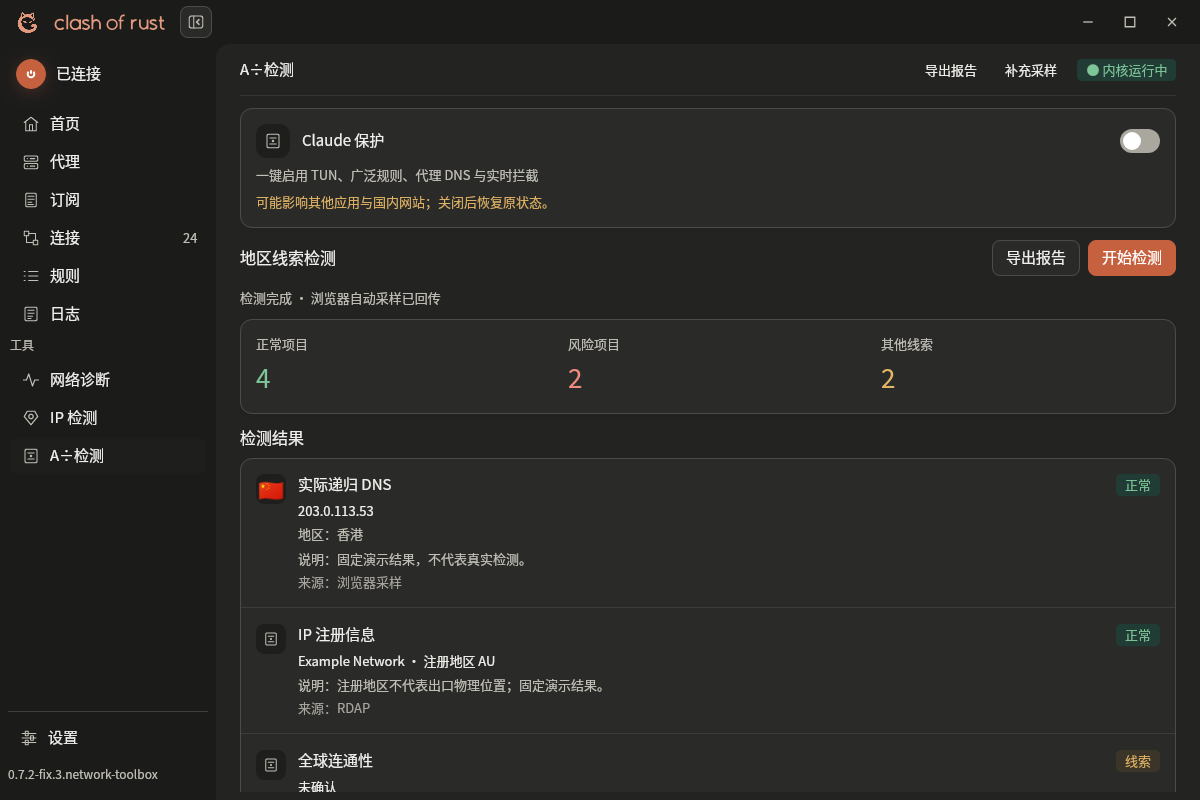 clash of rust
已连接
首页
代理
订阅
连接 24
规则
日志
工具
网络诊断
IP 检测
A÷检测
设置
0.7.2-fix.3.network-toolbox
A÷检测
导出报告 补充采样 内核运行中
Claude 保护
一键启用 TUN、广泛规则、代理 DNS 与实时拦截
可能影响其他应用与国内网站；关闭后恢复原状态。
地区线索检测
导出报告 开始检测
检测完成 · 浏览器自动采样已回传
正常项目 风险项目 其他线索
4 2 2
检测结果
实际递归 DNS 正常
203.0.113.53
地区：香港
说明：固定演示结果，不代表真实检测。
来源：浏览器采样
IP 注册信息 正常
Example Network · 注册地区 AU
说明：注册地区不代表出口物理位置；固定演示结果。
来源：RDAP
全球连通性 线索
未确认